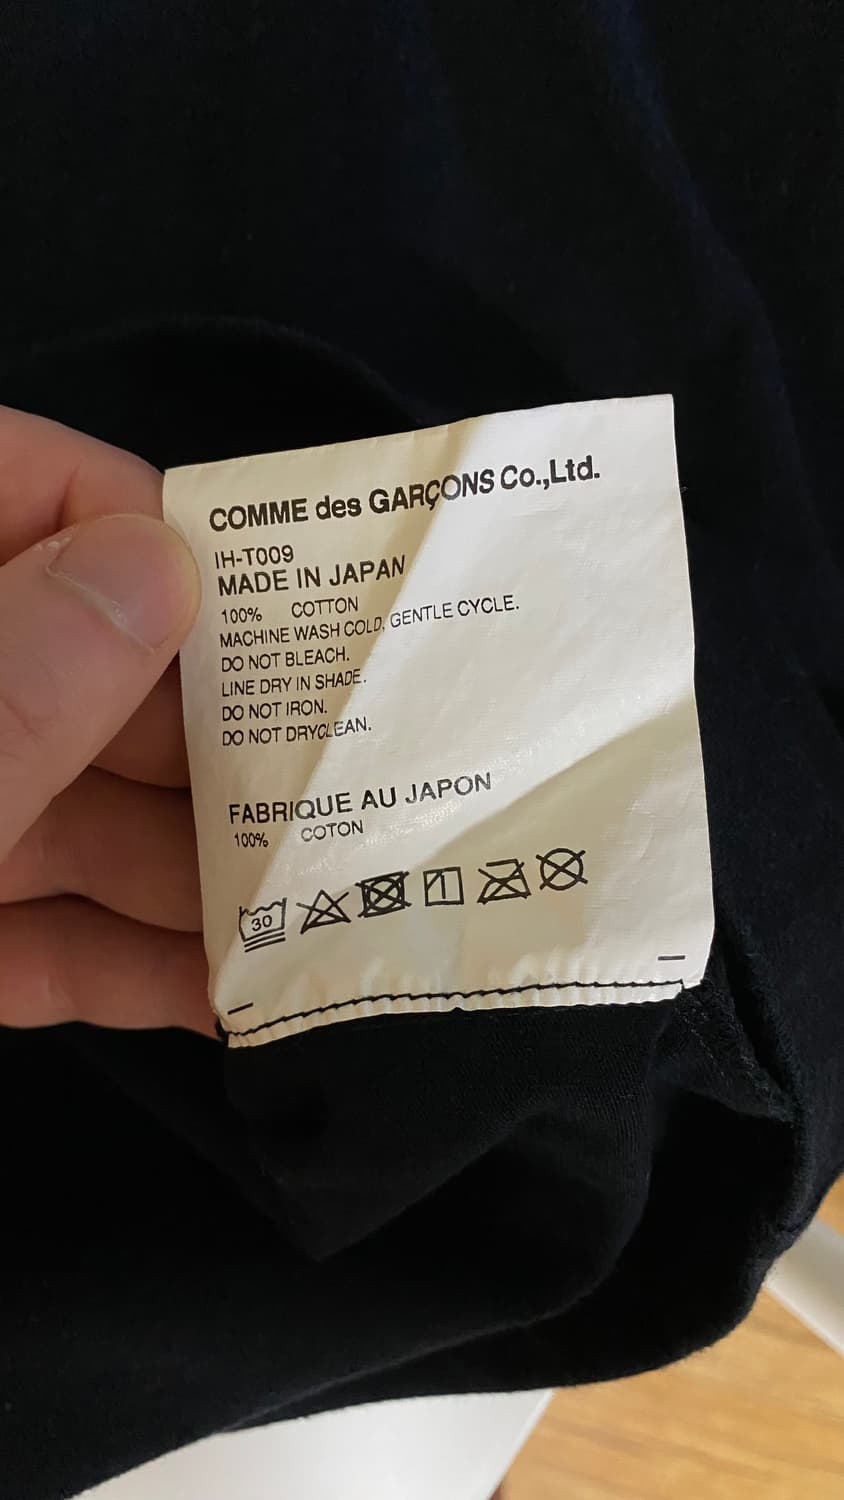 COMME des GARÇONS Co.,Ltd.
IH-T009
MADE IN JAPAN
100% COTTON
MACHINE WASH COLD, GENTLE CYCLE.
DO NOT BLEACH.
LINE DRY IN SHADE.
DO NOT IRON.
DO NOT DRYCLEAN.
FABRIQUE AU JAPON
100% COTON
30